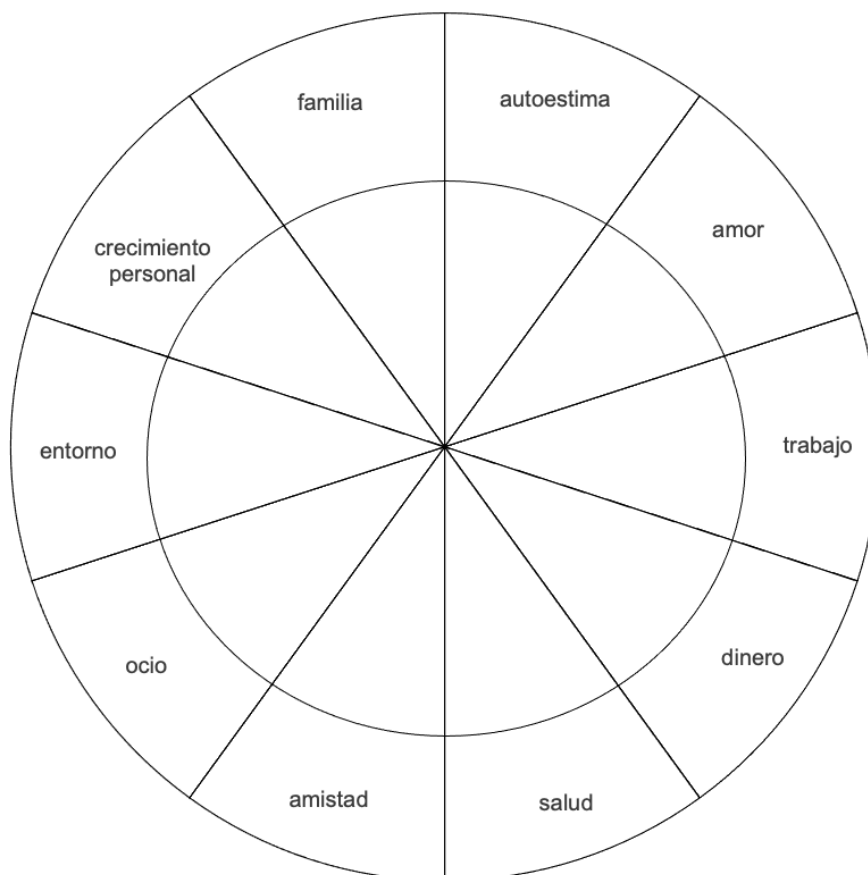 familia
autoestima
amor
crecimiento
personal
trabajo
entorno
dinero
ocio
amistad
salud